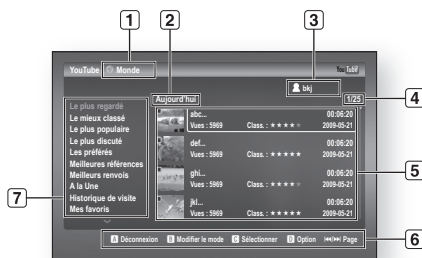 1
2
3
YouTube Monde
You Tube
bkj
Aujourd'hui
1/25
4
Le plus regardé
Le mieux classé
Le plus populaire
Le plus discuté
Les préférés
Meilleures références
Meilleurs renvois
A la Une
Historique de visite
Mes favoris
abc... 00:06:20
Vues : 5969 Class. : ★★★★★ 2009-05-21
def... 00:06:20
Vues : 5969 Class. : ★★★★★ 2009-05-21
ghi... 00:06:20
Vues : 5969 Class. : ★★★★★ 2009-05-21
jkl... 00:06:20
Vues : 5969 Class. : ★★★★★ 2009-05-21
5
7
A Déconnexion B Modifier le mode C Sélectionner D Option Page
6